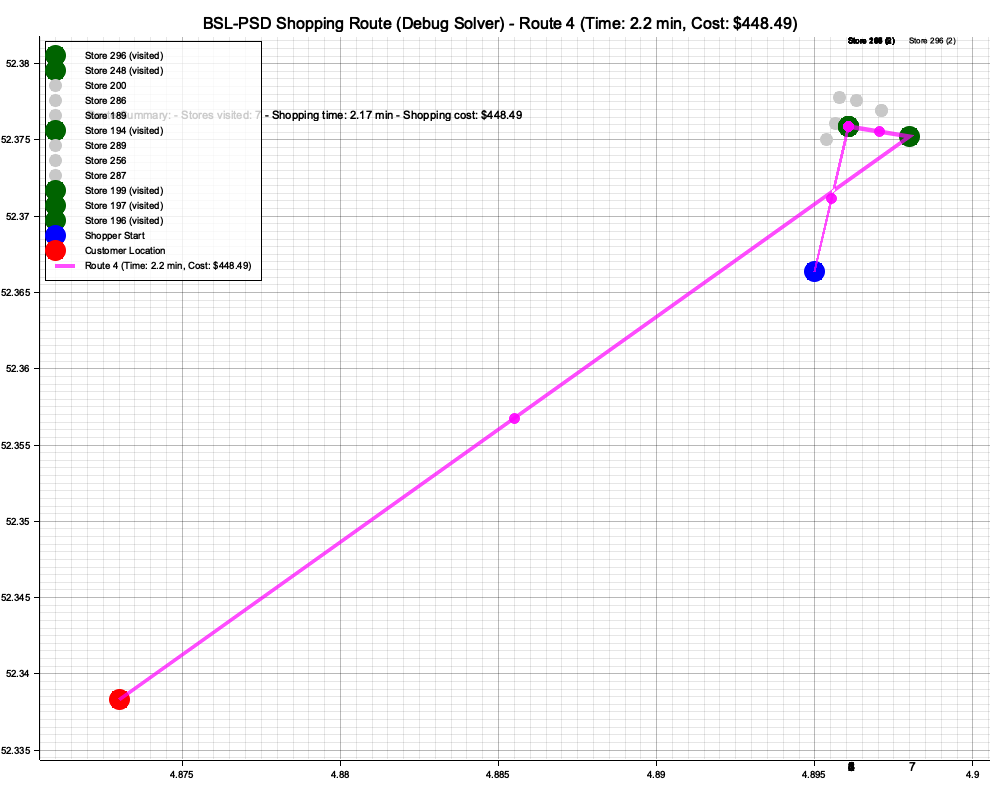 BSL-PSD Shopping Route (Debug Solver) - Route 4 (Time: 2.2 min, Cost: $448.49)
Store 296 (2)
Store 296 (visited)
Store 248 (visited)
Store 200
Store 286
Store 189
Summary: - Stores visited: 7 - Shopping time: 2.17 min - Shopping cost: $448.49
Store 194 (visited)
Store 289
Store 256
Store 287
Store 199 (visited)
Store 197 (visited)
Store 196 (visited)
Shopper Start
Customer Location
Route 4 (Time: 2.2 min, Cost: $448.49)
52.38
52.375
52.37
52.365
52.36
52.355
52.35
52.345
52.34
52.335
7
4.875
4.88
4.885
4.89
4.895
4.9